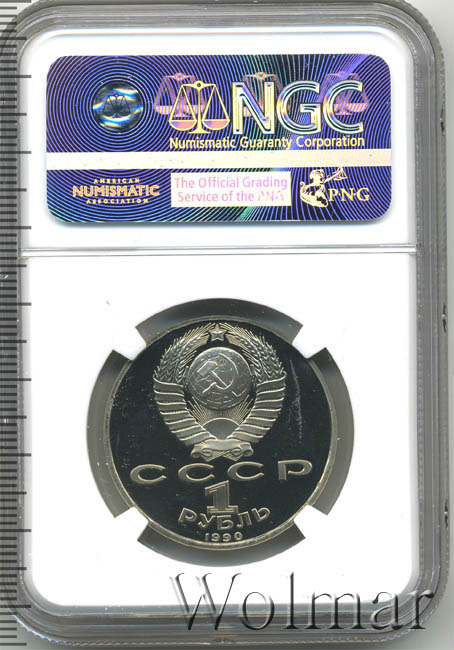 NGC
Numismatic Guaranty Corporation
AMERICAN
NUMISMATIC
ASSOCIATION
The Official Grading
Service of the PNG
PNG
СССР
1
РУБЛЬ
1990
Wolmar